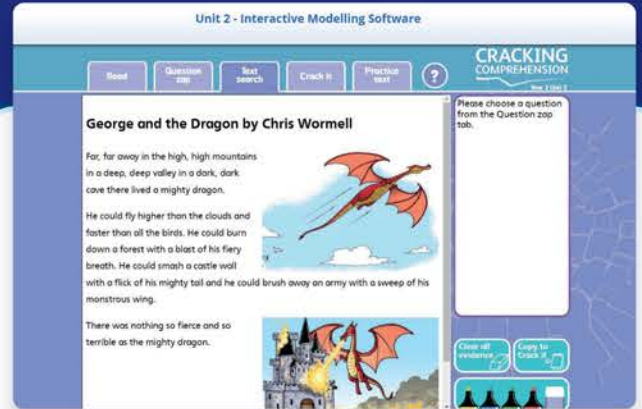 Unit 2 - Interactive Modelling Software
Read
Question zap
Text search
Crack it
Practice text
?
CRACKING
COMPREHENSION
Year 2 Unit 2
George and the Dragon by Chris Wormell
Far, far away in the high, high mountains
in a deep, deep valley in a dark, dark
cave there lived a mighty dragon.
He could fly higher than the clouds and
faster than all the birds. He could burn
down a forest with a blast of his fiery
breath. He could smash a castle wall
with a flick of his mighty tail and he could brush away an army with a sweep of his
monstrous wing.
There was nothing so fierce and so
terrible as the mighty dragon.
Please choose a question
from the Question zap
tab.
Clear all
evidence
Copy to
Crack it